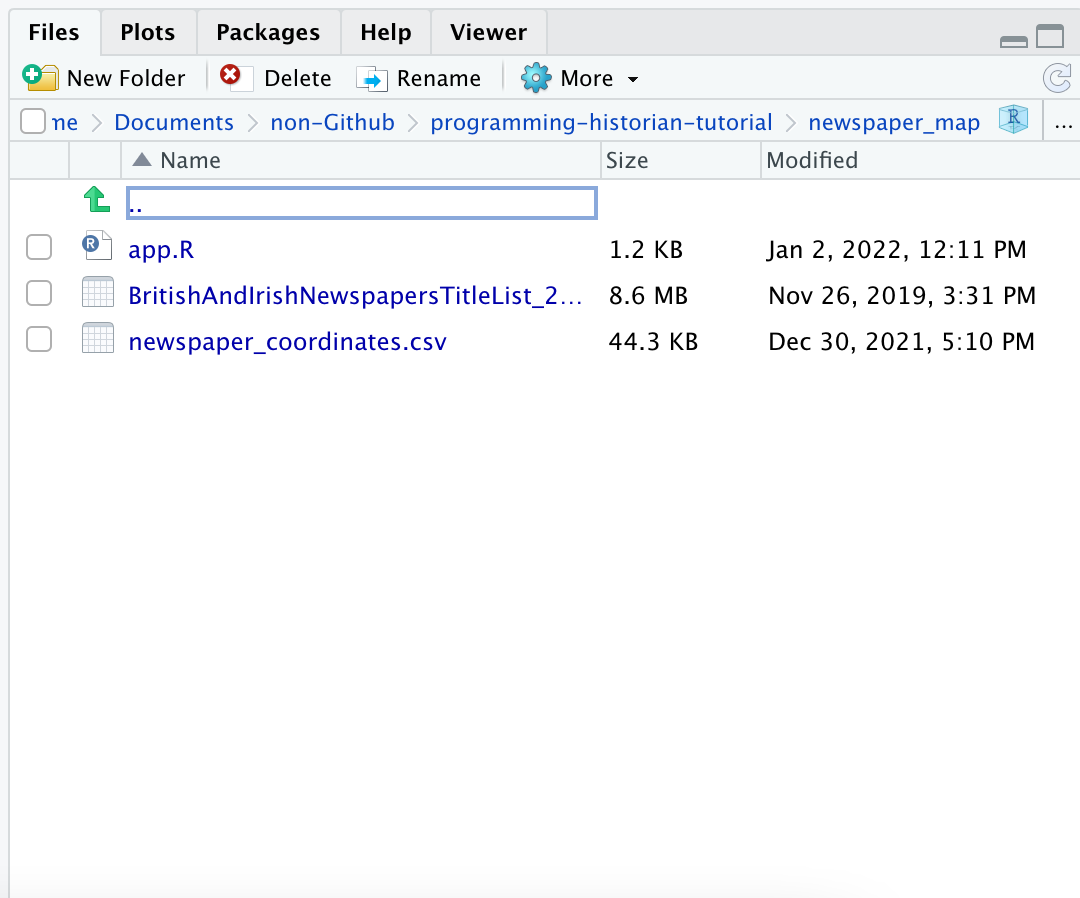 Files Plots Packages Help Viewer
New Folder Delete Rename More
me Documents non-Github programming-historian-tutorial newspaper_map R ...
Name Size Modified
..
R app.R 1.2 KB Jan 2, 2022, 12:11 PM
BritishAndIrishNewspapersTitleList_2... 8.6 MB Nov 26, 2019, 3:31 PM
newspaper_coordinates.csv 44.3 KB Dec 30, 2021, 5:10 PM